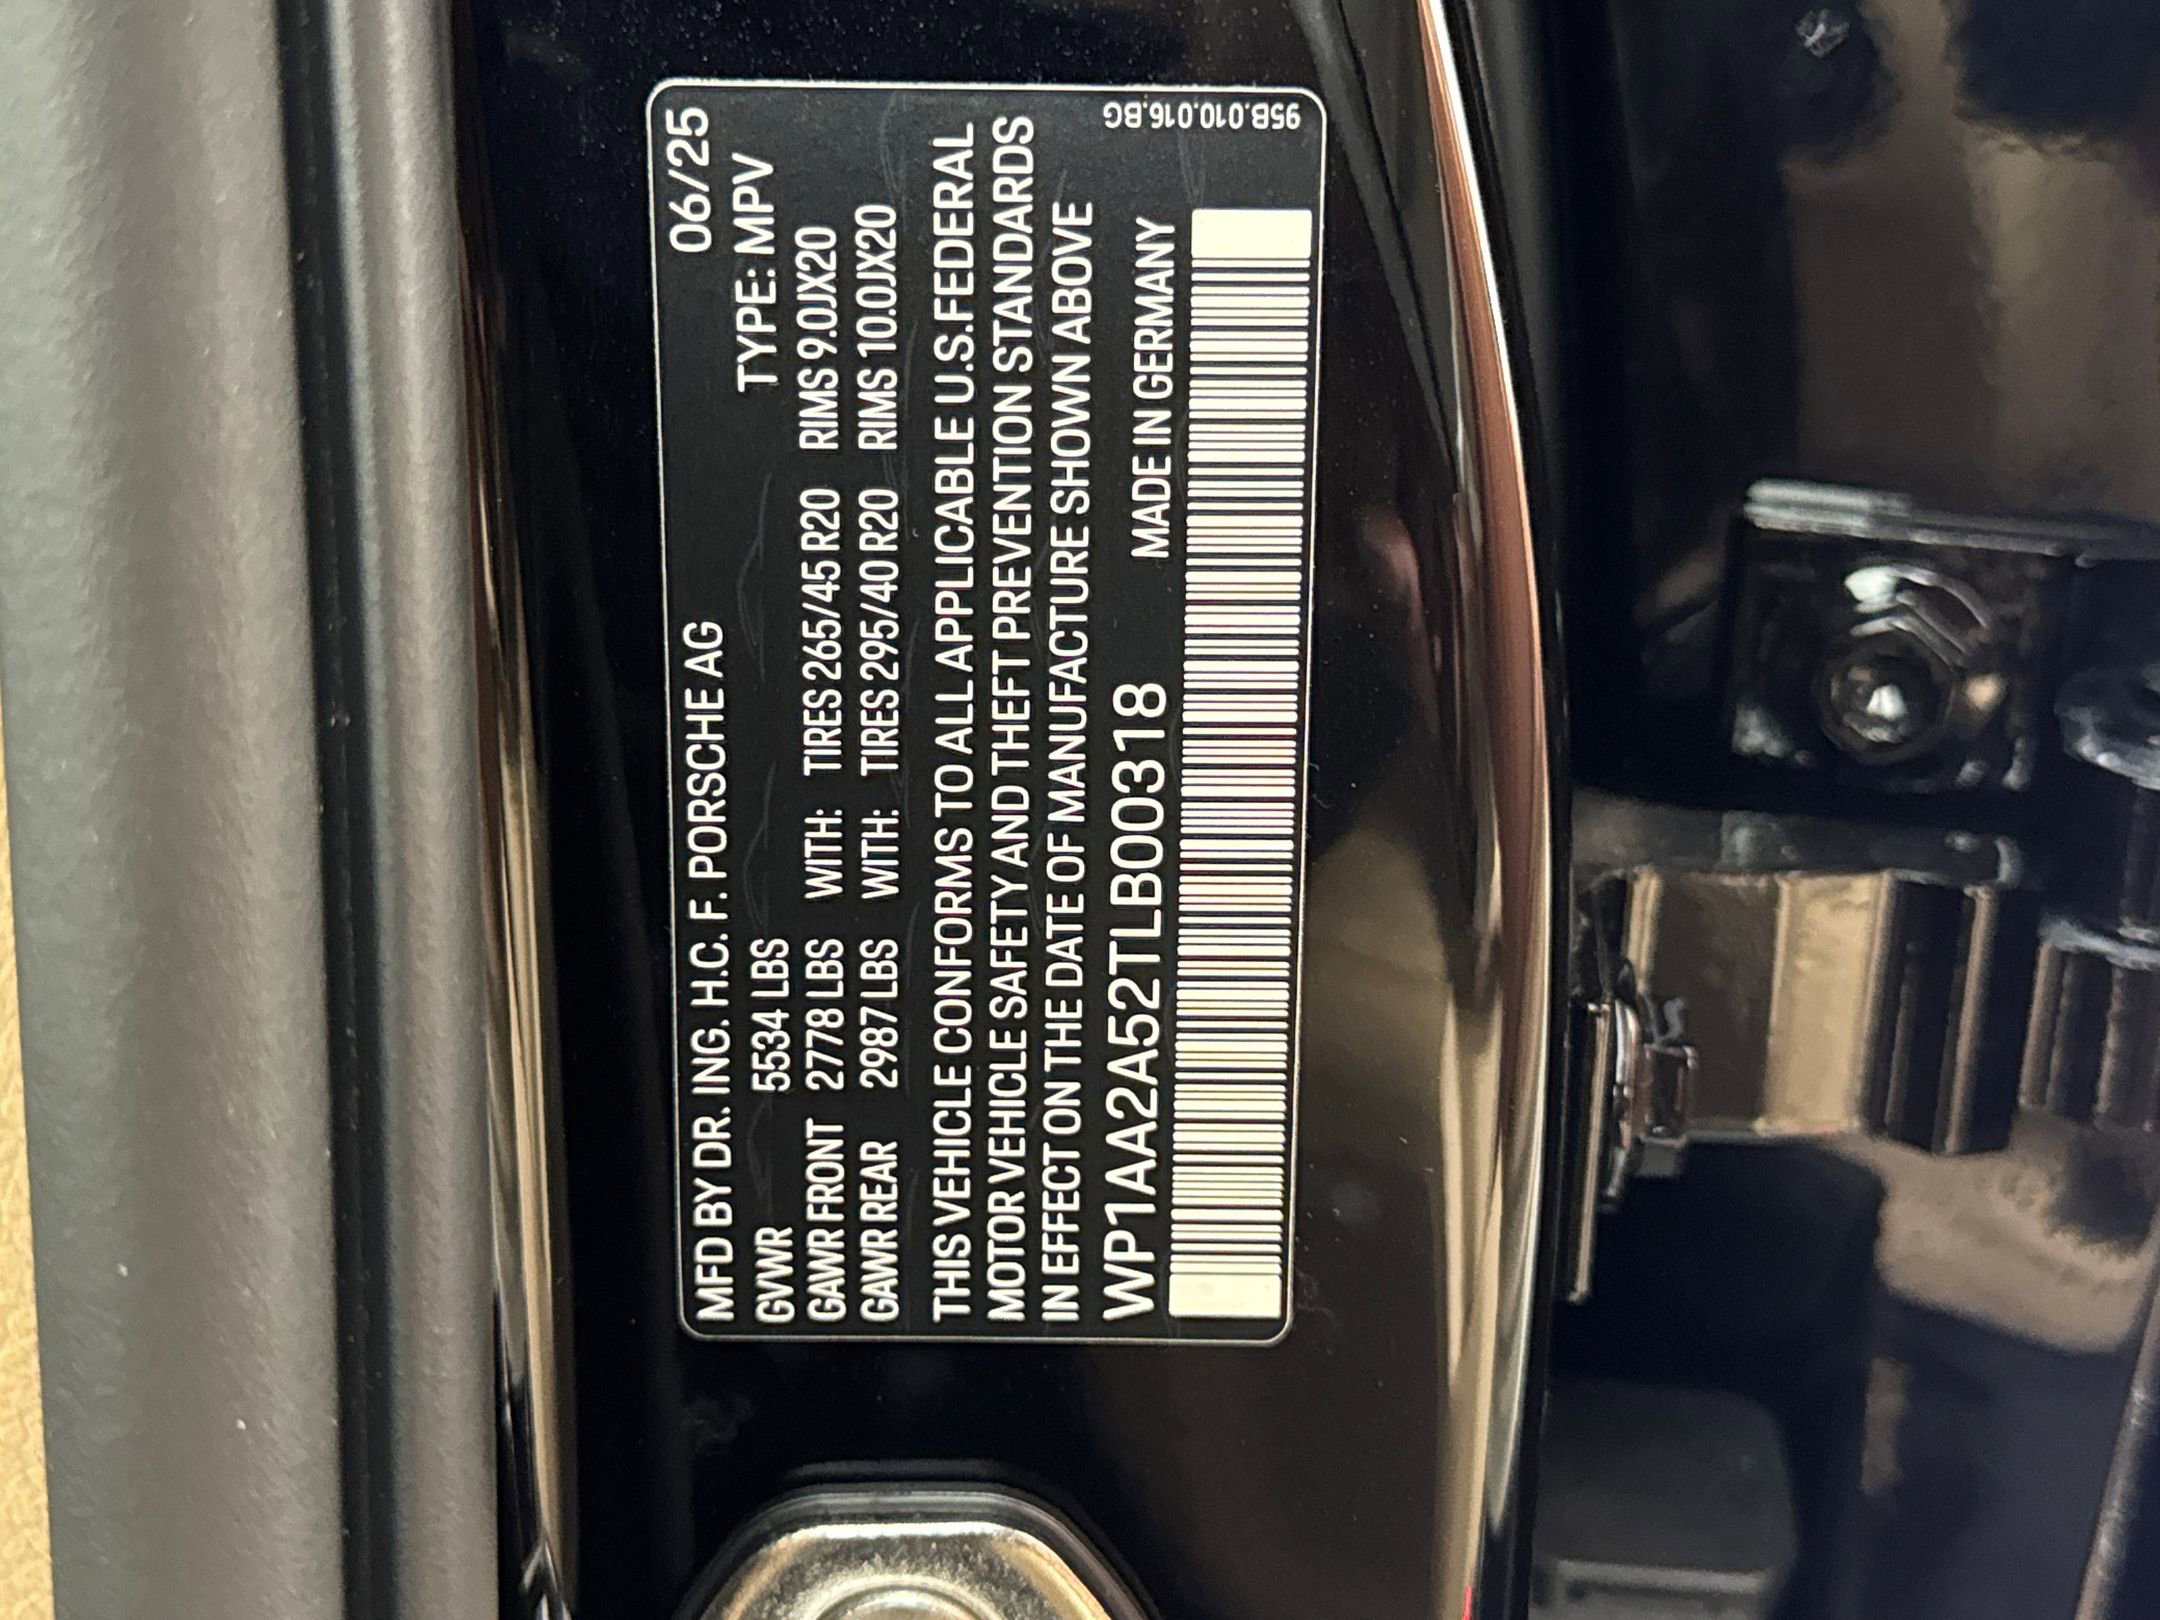 06/25
MFD BY DR. ING. H.C. F. PORSCHE AG
TYPE: MPV
GVWR 5534 LBS
GAWR FRONT 2778 LBS WITH: TIRES 265/45 R20 RIMS 9.0JX20
GAWR REAR 2987 LBS WITH: TIRES 295/40 R20 RIMS 10.0JX20
THIS VEHICLE CONFORMS TO ALL APPLICABLE U.S. FEDERAL
MOTOR VEHICLE SAFETY AND THEFT PREVENTION STANDARDS
IN EFFECT ON THE DATE OF MANUFACTURE SHOWN ABOVE
WP1AA2A52TLB00318 MADE IN GERMANY
95B.010.016.BG